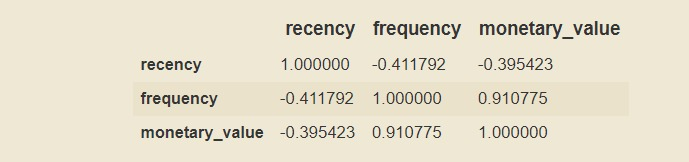 recency frequency monetary_value
recency 1.000000 -0.411792 -0.395423
frequency -0.411792 1.000000 0.910775
monetary_value -0.395423 0.910775 1.000000